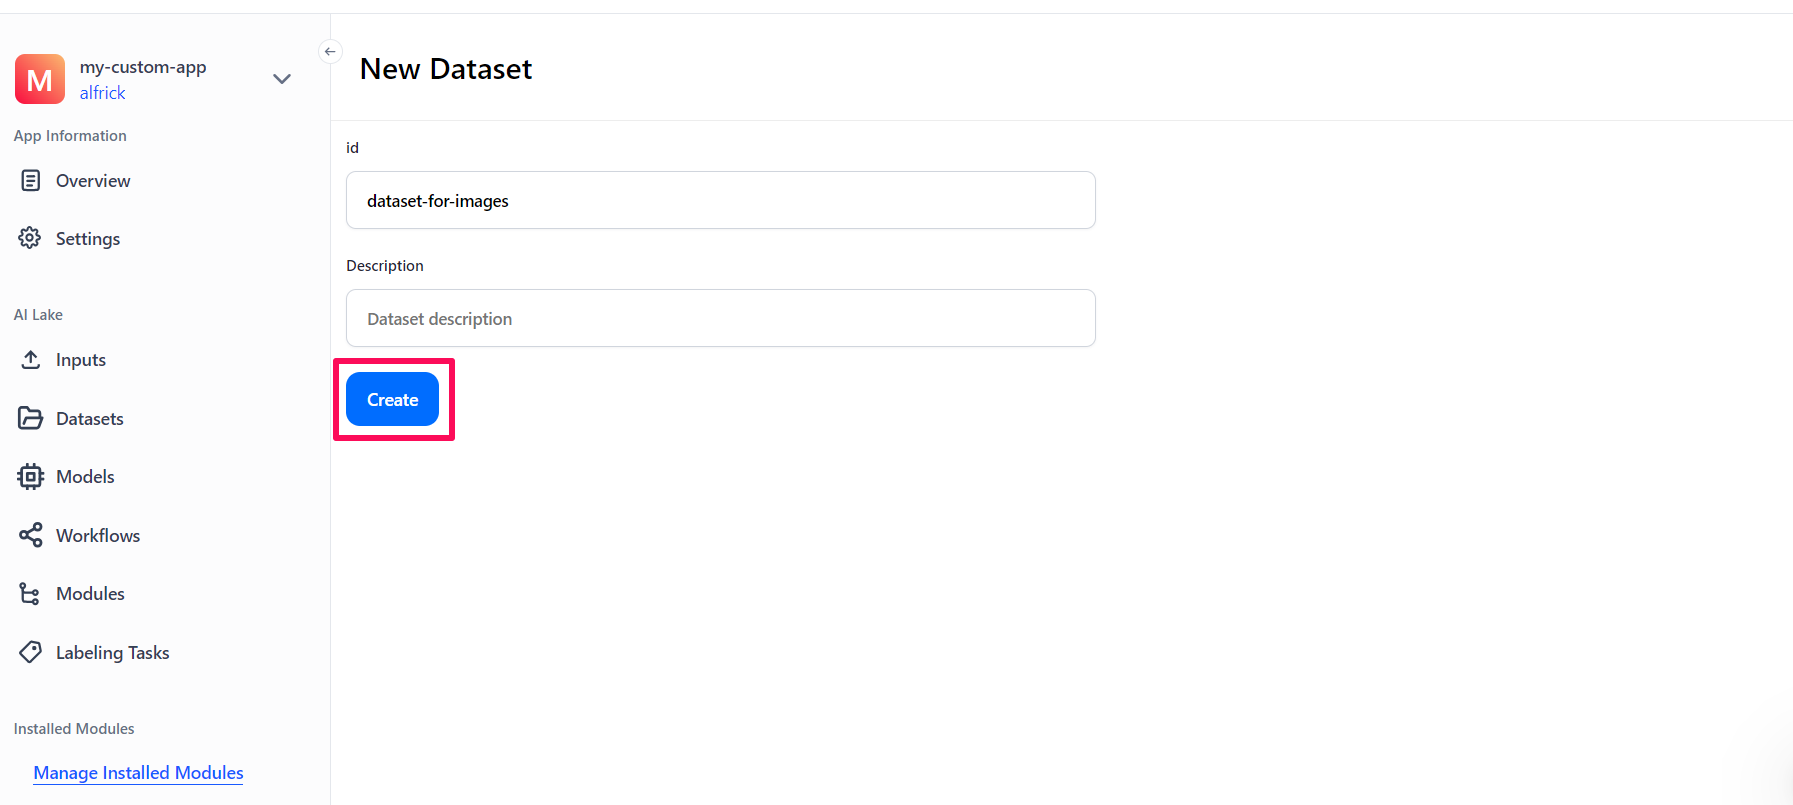 M
my-custom-app
alfrick
App Information
Overview
Settings
AI Lake
Inputs
Datasets
Models
Workflows
Modules
Labeling Tasks
Installed Modules
Manage Installed Modules
New Dataset
id
dataset-for-images
Description
Dataset description
Create